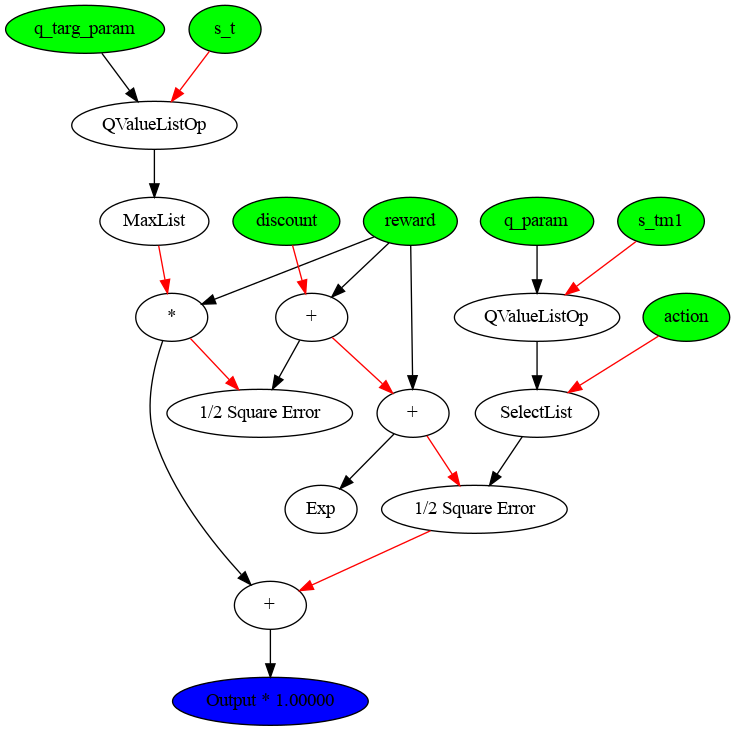 q_targ_param
s_t
QValueListOp
MaxList
discount
reward
q_param
s_tm1
*
+
QValueListOp
action
1/2 Square Error
+
SelectList
Exp
1/2 Square Error
+
Output * 1.00000